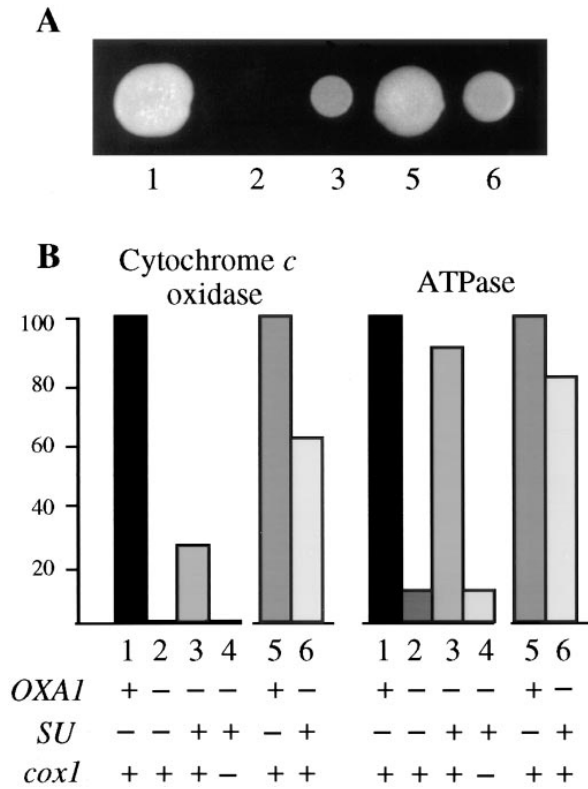 A
1 2 3 5 6
B
Cytochrome c oxidase
ATPase
100
80
60
40
20
1 2 3 4 5 6 1 2 3 4 5 6
OXA1 + − − − + − + − − − + −
SU − − + + − + − − + + − +
cox1 + + + − + + + + + − + +